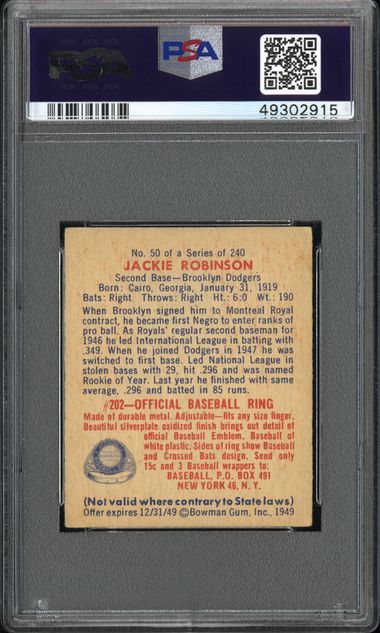 PSA
PSA
49302915
No. 50 of a Series of 240
JACKIE ROBINSON
Second Base—Brooklyn Dodgers
Born: Cairo, Georgia, January 31, 1919
Bats: Right Throws: Right Ht.: 6:0 Wt.: 190
When Brooklyn signed him to Montreal Royal
contract, he became first Negro to enter ranks of
pro ball. As Royals' regular second baseman for
1946 he led International League in batting with
.349. When he joined Dodgers in 1947 he was
switched to first base. Led National League in
stolen bases with 29, hit .296 and was named
Rookie of Year. Last year he finished with same
average, .296 and batted in 85 runs.
#202—OFFICIAL BASEBALL RING
Made of durable metal. Adjustable—fits any size finger.
Beautiful silverplate oxidized finish brings out detail of
official Baseball Emblem. Baseball of
white plastic. Sides of ring show Baseball
and Crossed Bats design. Send only
15c and 3 Baseball wrappers to:
BASEBALL, P.O. BOX 491
NEW YORK 46, N. Y.
(Not valid where contrary to State laws)
Offer expires 12/31/49 ©Bowman Gum, Inc., 1949